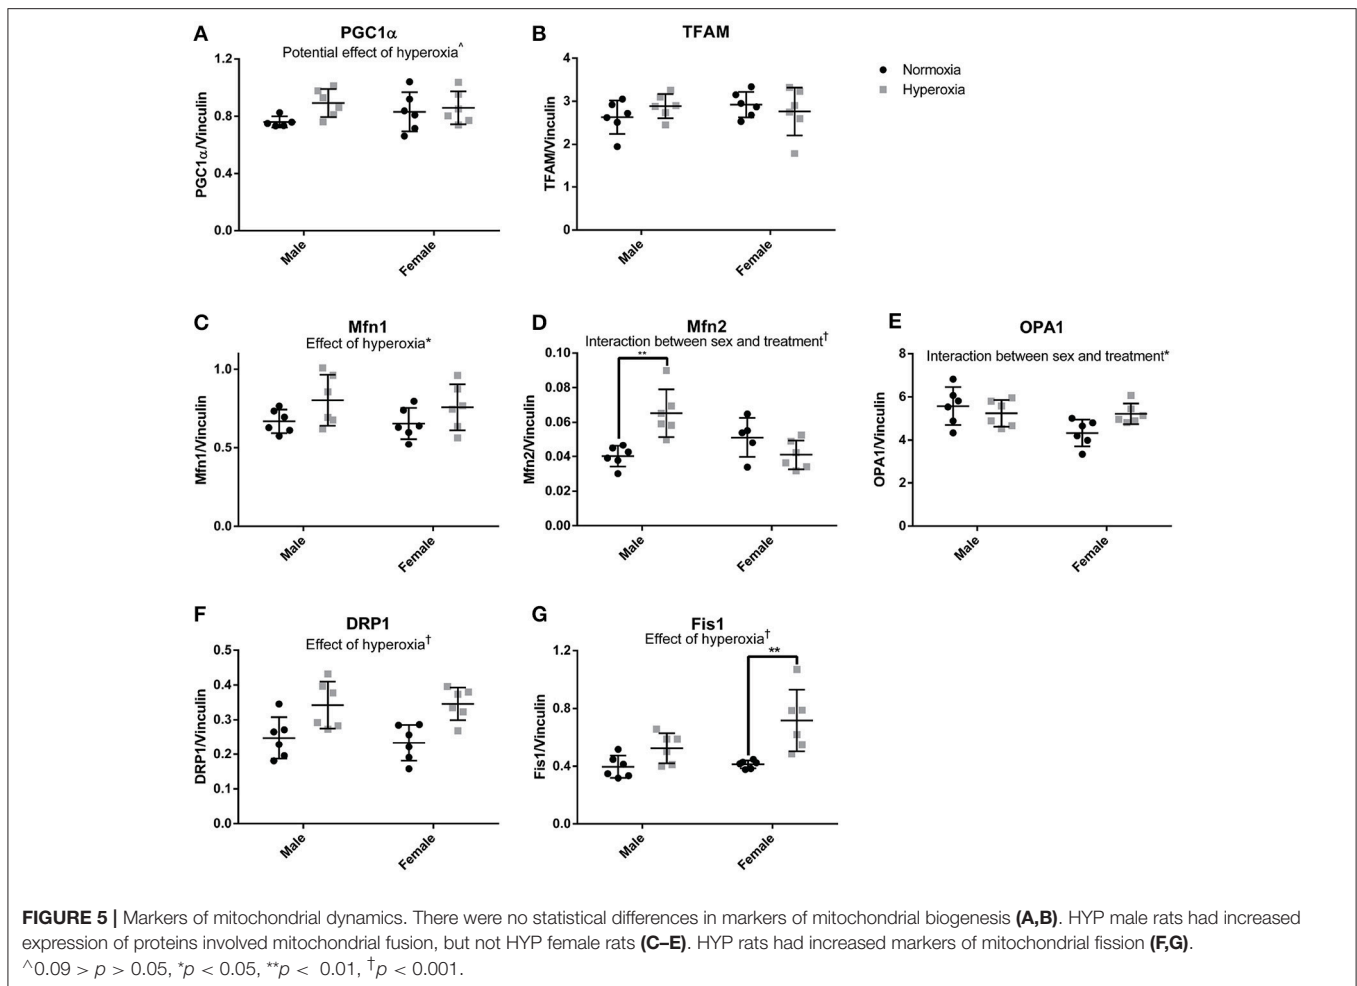 A
PGC1α
Potential effect of hyperoxia^
PGC1α/Vinculin
1.2
0.8
0.4
0.0
Male
Female
B
TFAM
TFAM/Vinculin
4
3
2
1
0
Male
Female
Normoxia
Hyperoxia
C
Mfn1
Effect of hyperoxia*
Mfn1/Vinculin
1.0
0.5
0.0
Male
Female
D
Mfn2
Interaction between sex and treatment†
**
Mfn2/Vinculin
0.10
0.08
0.06
0.04
0.02
0.00
Male
Female
E
OPA1
Interaction between sex and treatment*
OPA1/Vinculin
8
6
4
2
0
Male
Female
F
DRP1
Effect of hyperoxia†
DRP1/Vinculin
0.5
0.4
0.3
0.2
0.1
0.0
Male
Female
G
Fis1
Effect of hyperoxia†
**
Fis1/Vinculin
1.2
0.8
0.4
0.0
Male
Female
FIGURE 5 | Markers of mitochondrial dynamics. There were no statistical differences in markers of mitochondrial biogenesis (A,B). HYP male rats had increased
expression of proteins involved mitochondrial fusion, but not HYP female rats (C–E). HYP rats had increased markers of mitochondrial fission (F,G).
^0.09 > p > 0.05, *p < 0.05, **p < 0.01, †p < 0.001.